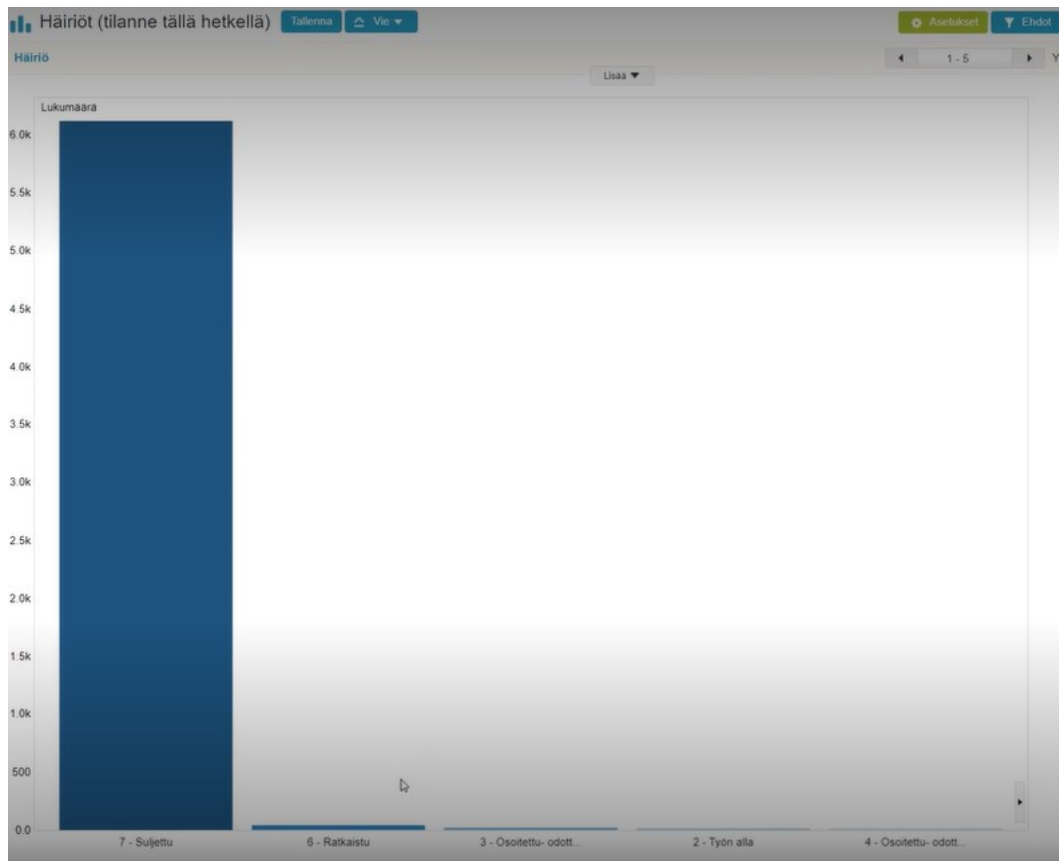 Häiriöt (tilanne tällä hetkellä) Tallenna Vie Asetukset Ehdot
Häiriö 1 - 5 Y
Lisää
Lukumäärä
6.0k
5.5k
5.0k
4.5k
4.0k
3.5k
3.0k
2.5k
2.0k
1.5k
1.0k
500
0.0
7 - Suljettu 6 - Ratkaistu 3 - Osoitettu- odott... 2 - Työn alla 4 - Osoitettu- odott...